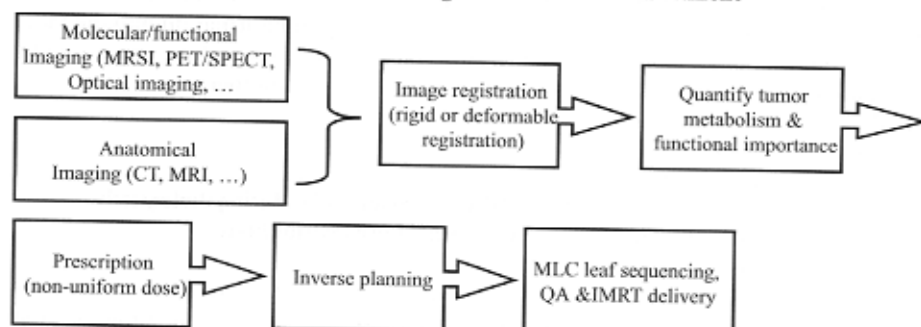 Molecular/functional
Imaging (MRSI, PET/SPECT,
Optical imaging, …
Anatomical
Imaging (CT, MRI, …)
Image registration
(rigid or deformable
registration)
Quantify tumor
metabolism &
functional importance
Prescription
(non-uniform dose)
Inverse planning
MLC leaf sequencing,
QA &IMRT delivery